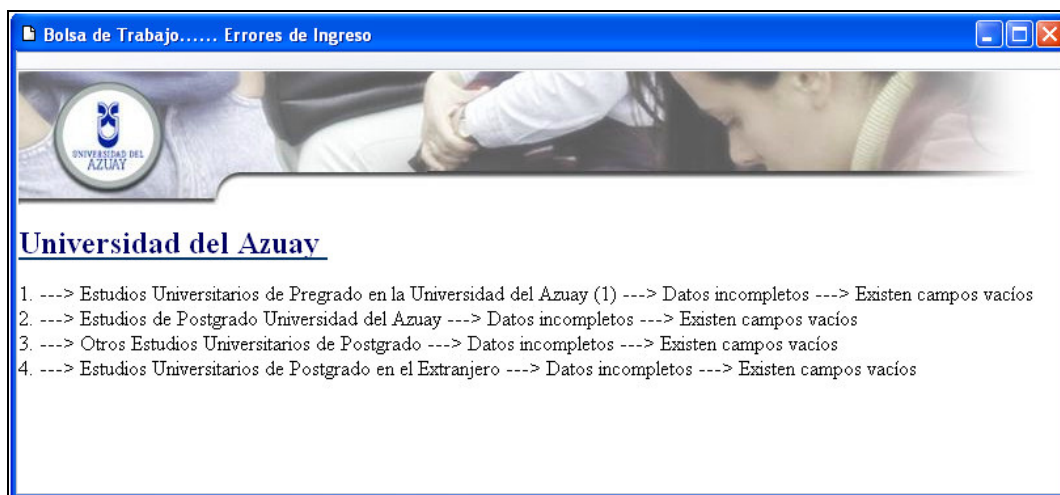 Bolsa de Trabajo...... Errores de Ingreso
UNIVERSIDAD DEL
AZUAY
Universidad del Azuay
1. ---> Estudios Universitarios de Pregrado en la Universidad del Azuay (1) ---> Datos incompletos ---> Existen campos vacíos
2. ---> Estudios de Postgrado Universidad del Azuay ---> Datos incompletos ---> Existen campos vacíos
3. ---> Otros Estudios Universitarios de Postgrado ---> Datos incompletos ---> Existen campos vacíos
4. ---> Estudios Universitarios de Postgrado en el Extranjero ---> Datos incompletos ---> Existen campos vacíos